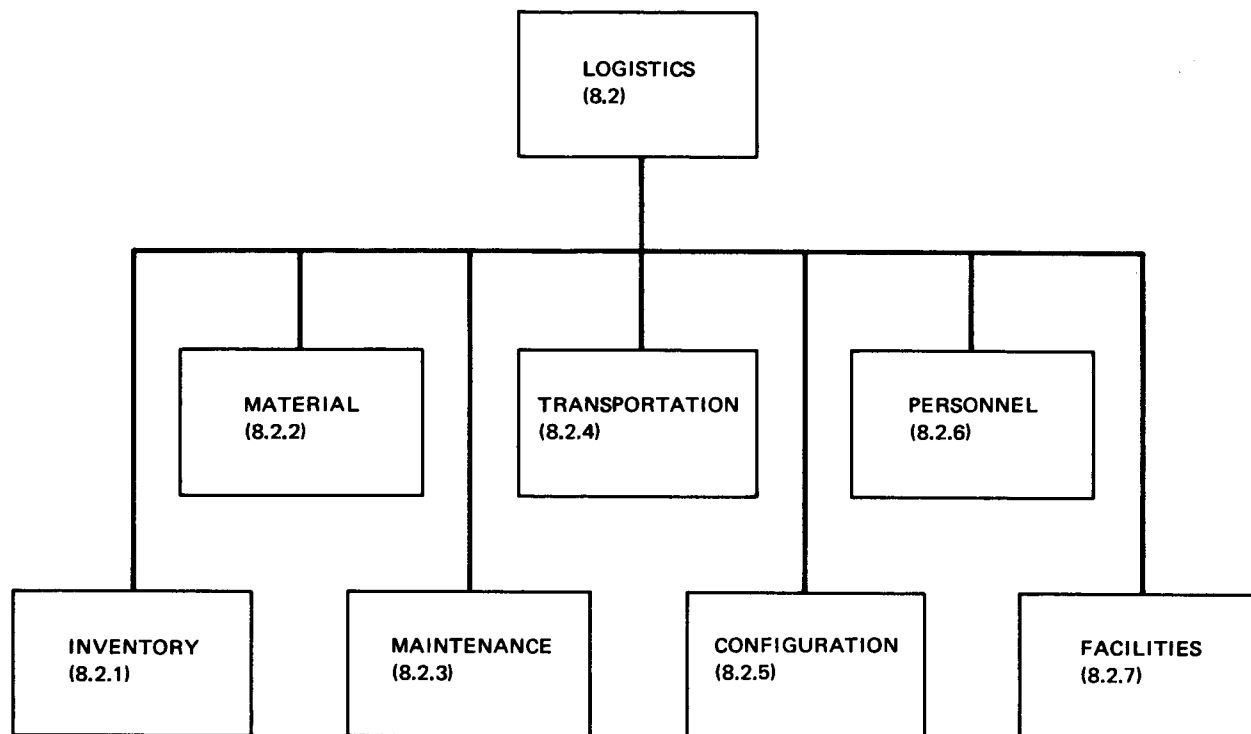 LOGISTICS
(8.2)
MATERIAL
(8.2.2)
TRANSPORTATION
(8.2.4)
PERSONNEL
(8.2.6)
INVENTORY
(8.2.1)
MAINTENANCE
(8.2.3)
CONFIGURATION
(8.2.5)
FACILITIES
(8.2.7)